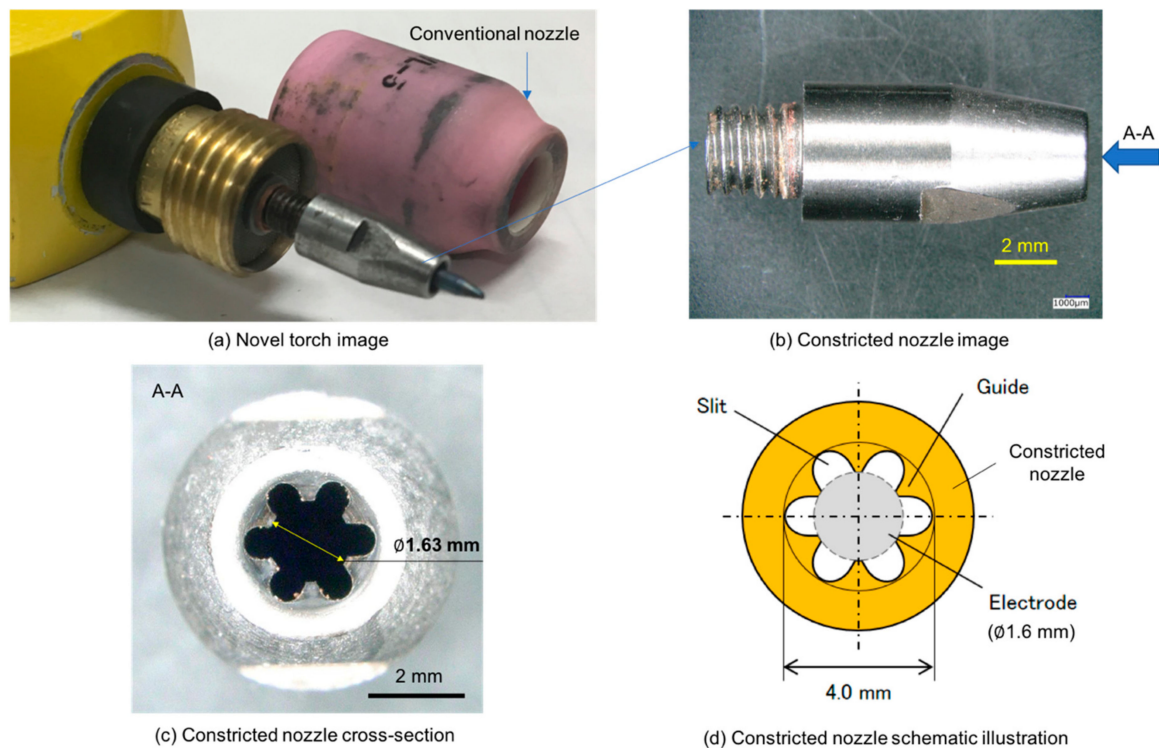 Conventional nozzle
(a) Novel torch image
A-A
2 mm
1000μm
(b) Constricted nozzle image
A-A
Ø1.63 mm
2 mm
(c) Constricted nozzle cross-section
Slit
Guide
Constricted
nozzle
Electrode
(Ø1.6 mm)
4.0 mm
(d) Constricted nozzle schematic illustration